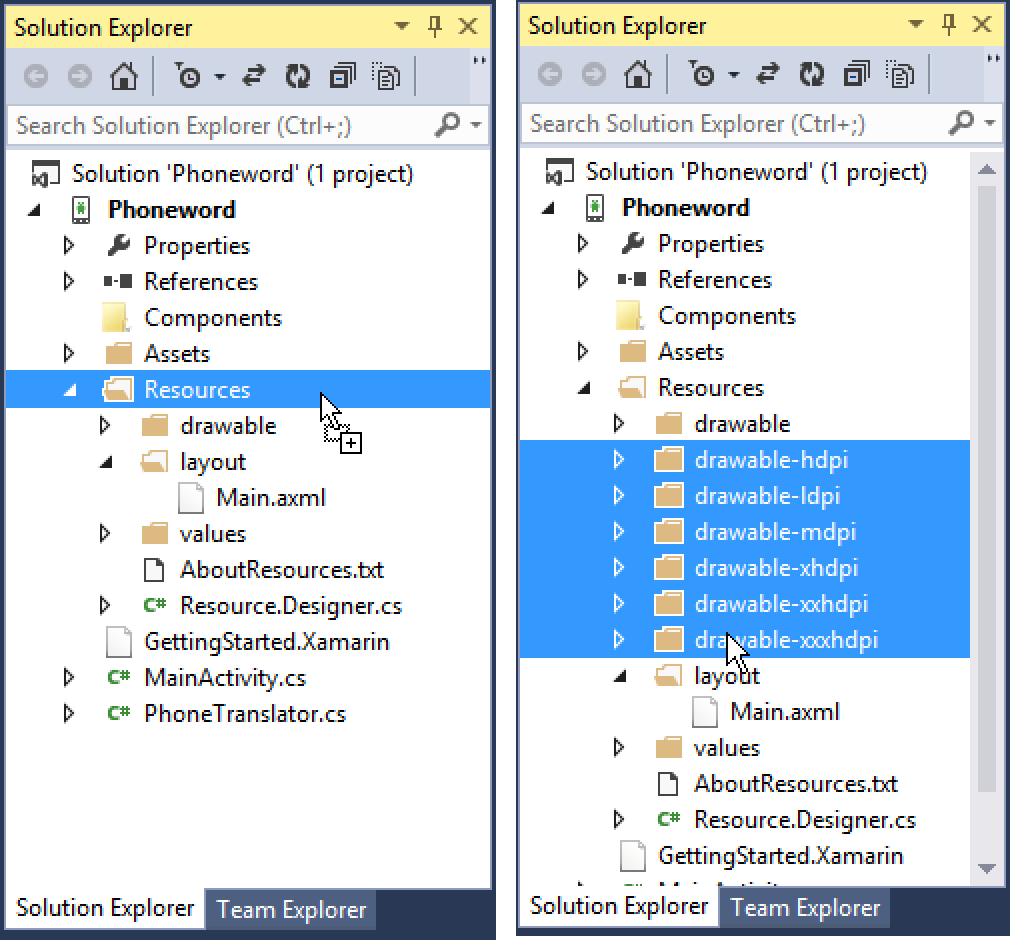 Solution Explorer
Search Solution Explorer (Ctrl+;)
Solution 'Phoneword' (1 project)
Phoneword
Properties
References
Components
Assets
Resources
drawable
layout
Main.axml
values
AboutResources.txt
C# Resource.Designer.cs
GettingStarted.Xamarin
C# MainActivity.cs
C# PhoneTranslator.cs
Solution Explorer Team Explorer
Solution Explorer
Search Solution Explorer (Ctrl+;)
Solution 'Phoneword' (1 project)
Phoneword
Properties
References
Components
Assets
Resources
drawable
drawable-hdpi
drawable-ldpi
drawable-mdpi
drawable-xhdpi
drawable-xxhdpi
drawable-xxxhdpi
layout
Main.axml
values
AboutResources.txt
C# Resource.Designer.cs
GettingStarted.Xamarin
Solution Explorer Team Explorer